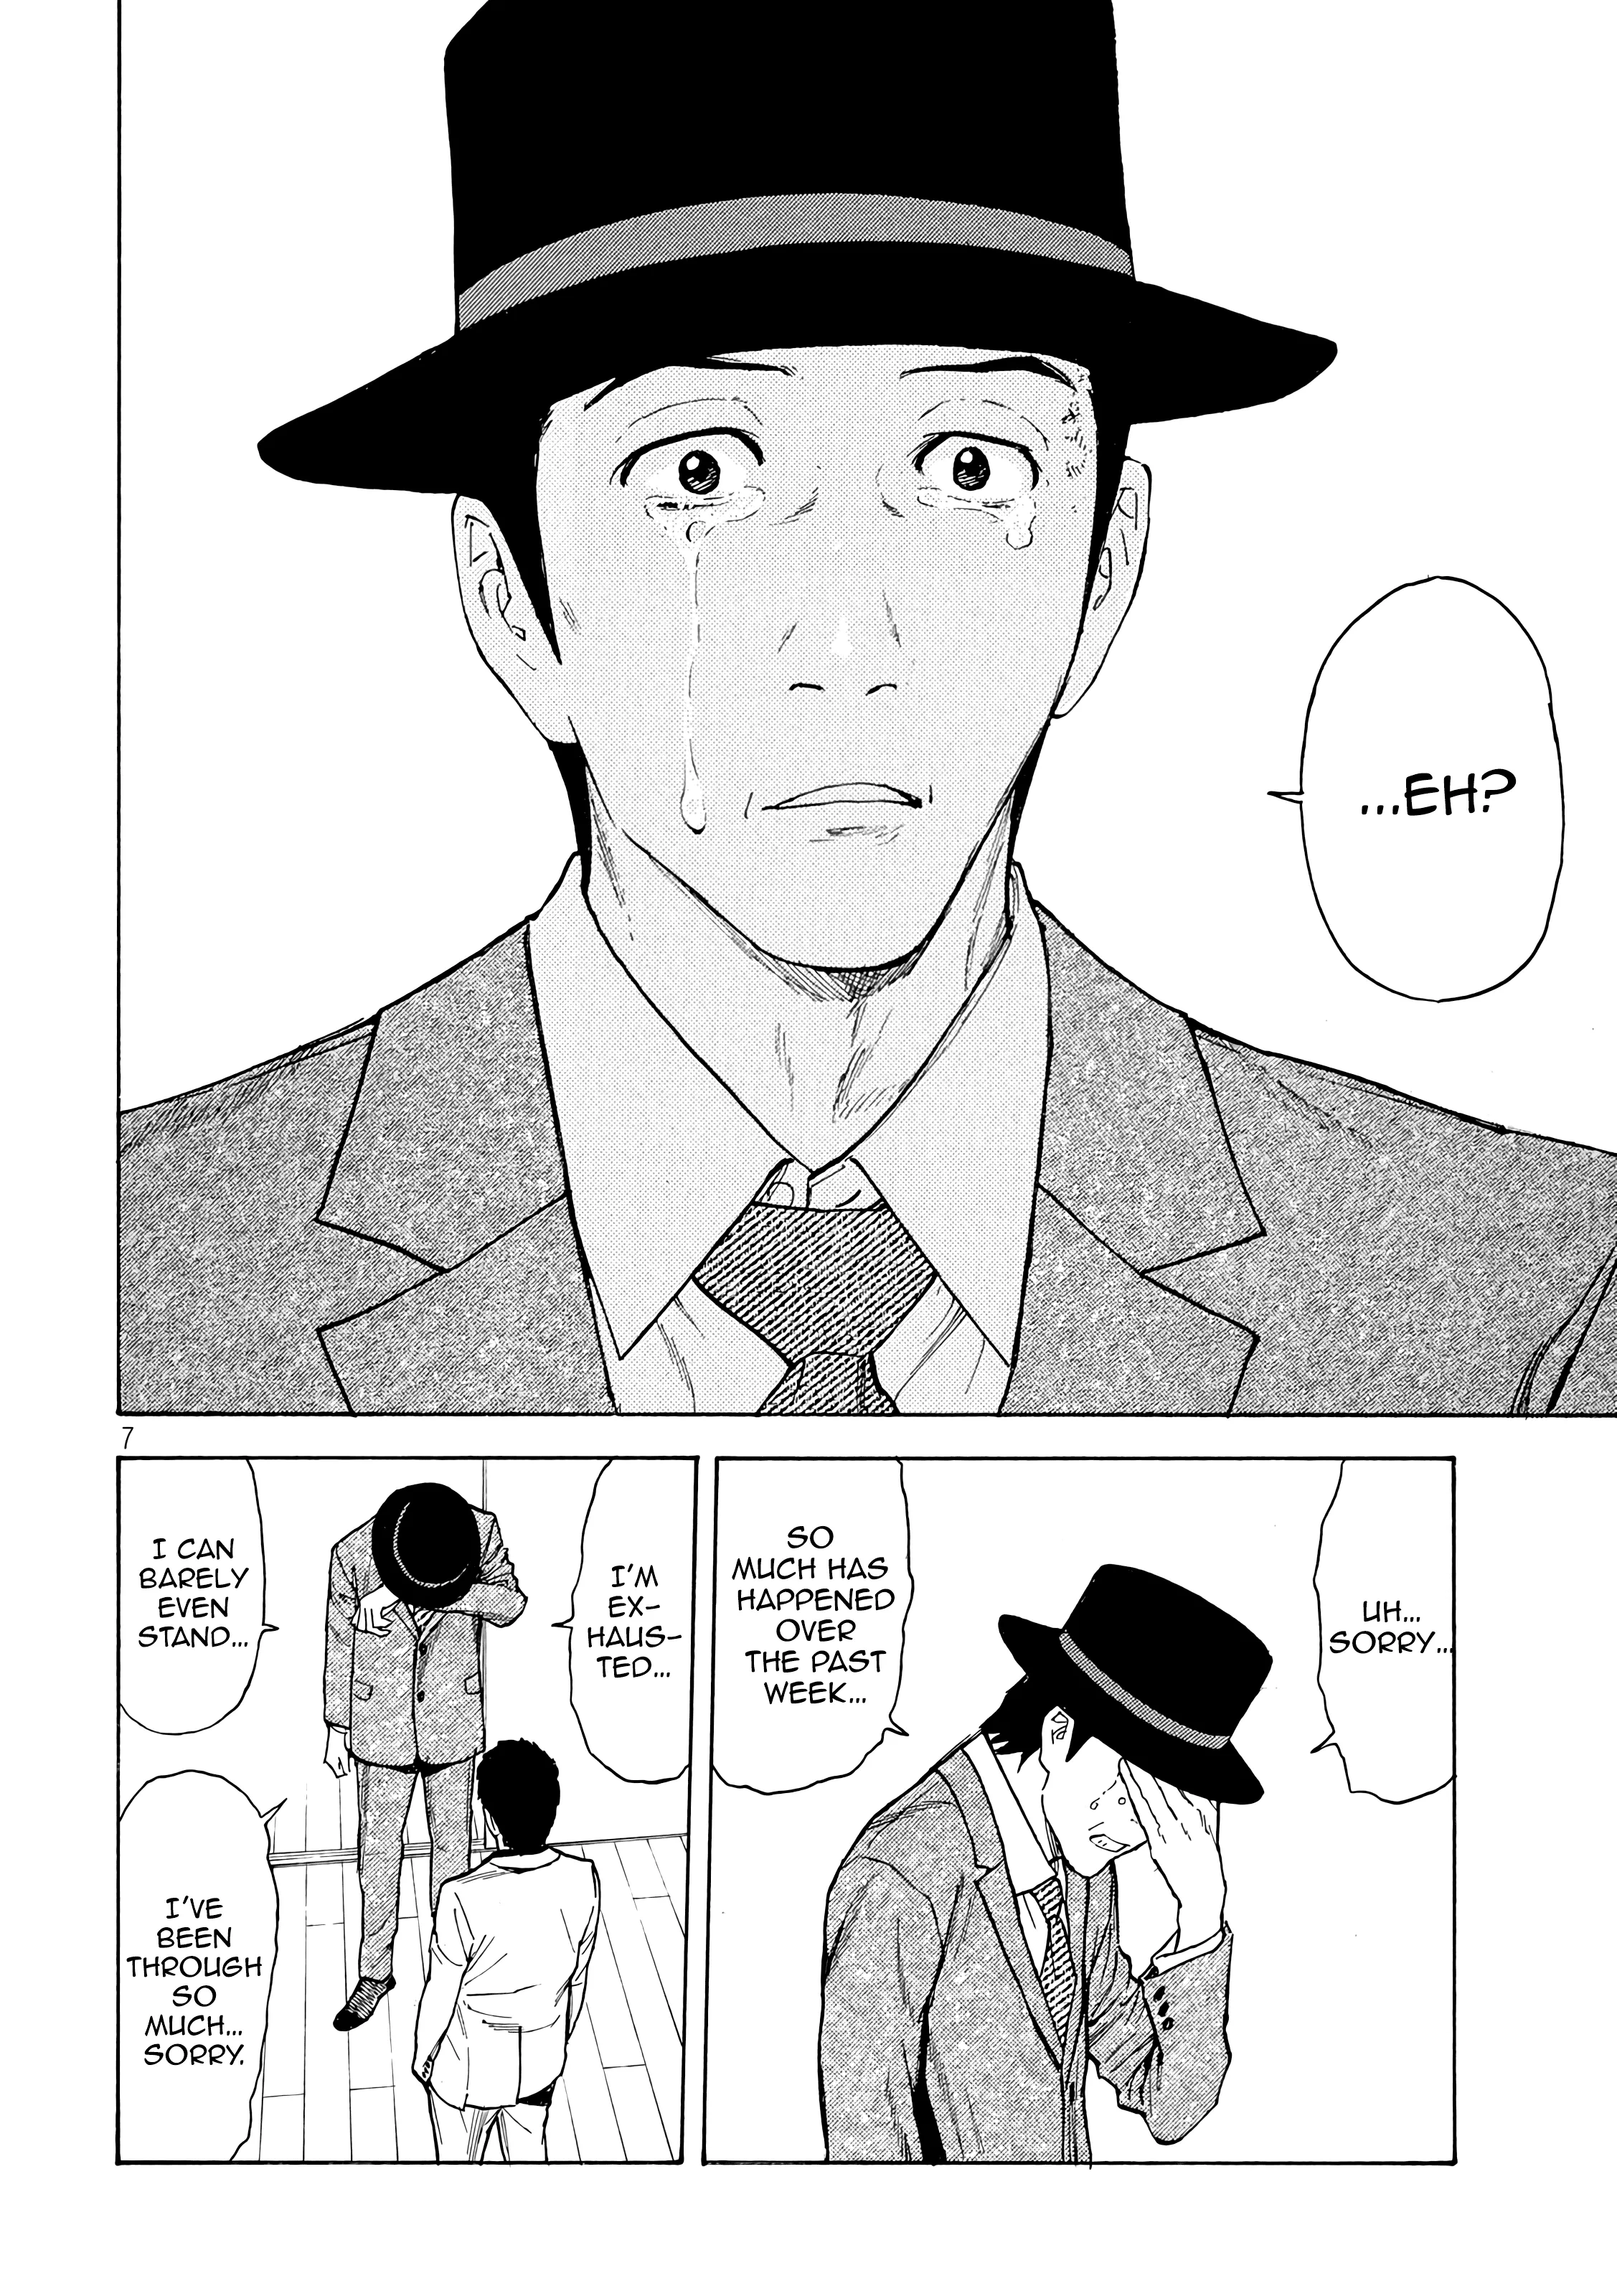 ...EH?
7
UH...
SORRY...
SO
MUCH HAS
HAPPENED
OVER
THE PAST
WEEK...
I'M
EX-
HAUS-
TED...
I CAN
BARELY
EVEN
STAND...
I'VE
BEEN
THROUGH
SO
MUCH...
SORRY.